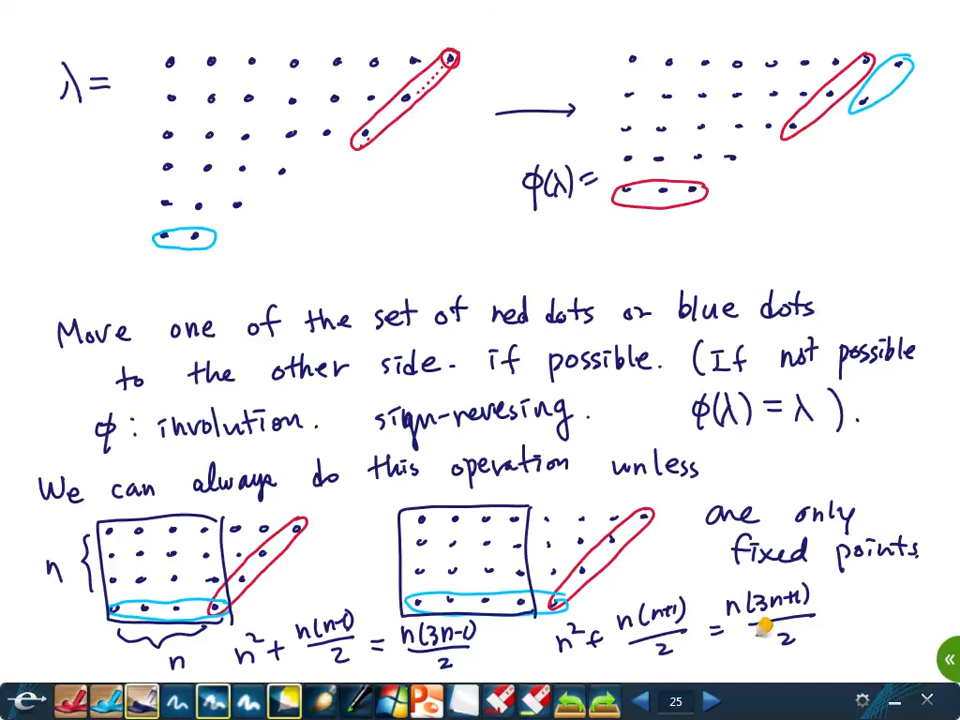 λ =
φ(λ) =
Move one of the set of red dots or blue dots
to the other side. if possible. (If not possible
φ : involution. sign-revesing. φ(λ) = λ ).
We can always do this operation unless
are only
fixed points
n
n
n² + n(n-1)/2 = n(3n-1)/2
n² + n(n+1)/2 = n(3n+1)/2
25